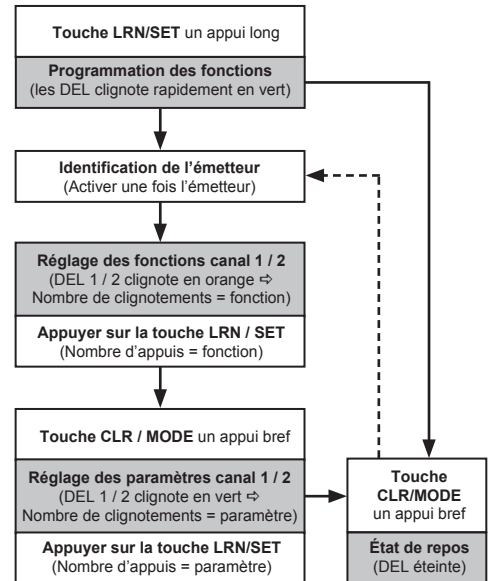 Touche LRN/SET un appui long
Programmation des fonctions
(les DEL clignote rapidement en vert)
Identification de l'émetteur
(Activer une fois l'émetteur)
Réglage des fonctions canal 1 / 2
(DEL 1 / 2 clignote en orange ⇨
Nombre de clignotements = fonction)
Appuyer sur la touche LRN / SET
(Nombre d'appuis = fonction)
Touche CLR / MODE un appui bref
Réglage des paramètres canal 1 / 2
(DEL 1 / 2 clignote en vert ⇨
Nombre de clignotements = paramètre)
Appuyer sur la touche LRN/SET
(Nombre d'appuis = paramètre)
Touche
CLR/MODE
un appui bref
État de repos
(DEL éteinte)